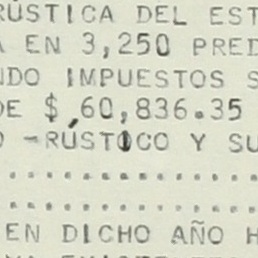 RÚSTICA DEL EST
A EN 3,250 PRED
NDO IMPUESTOS S
DE $ 60,836.35
O -RÚSTICO Y SU
..................
..................
EN DICHO AÑO H